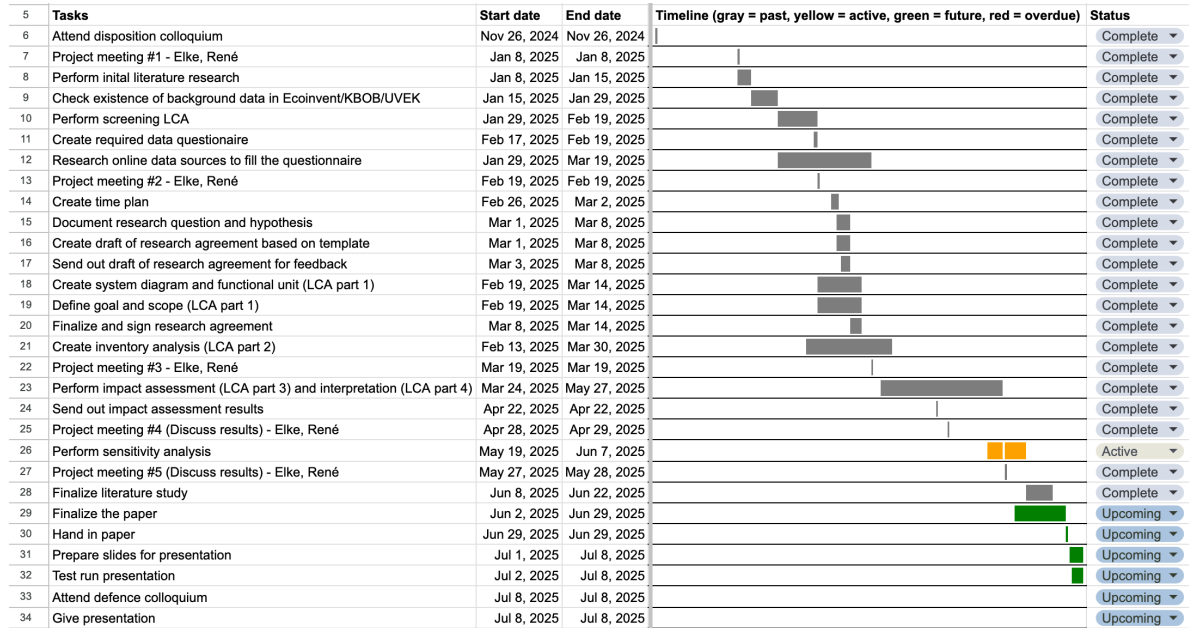 5 Tasks Start date End date Timeline (gray = past, yellow = active, green = future, red = overdue) Status
6 Attend disposition colloquium Nov 26, 2024 Nov 26, 2024 Complete
7 Project meeting #1 - Elke, René Jan 8, 2025 Jan 8, 2025 Complete
8 Perform inital literature research Jan 8, 2025 Jan 15, 2025 Complete
9 Check existence of background data in Ecoinvent/KBOB/UVEK Jan 15, 2025 Jan 29, 2025 Complete
10 Perform screening LCA Jan 29, 2025 Feb 19, 2025 Complete
11 Create required data questionaire Feb 17, 2025 Feb 19, 2025 Complete
12 Research online data sources to fill the questionnaire Jan 29, 2025 Mar 19, 2025 Complete
13 Project meeting #2 - Elke, René Feb 19, 2025 Feb 19, 2025 Complete
14 Create time plan Feb 26, 2025 Mar 2, 2025 Complete
15 Document research question and hypothesis Mar 1, 2025 Mar 8, 2025 Complete
16 Create draft of research agreement based on template Mar 1, 2025 Mar 8, 2025 Complete
17 Send out draft of research agreement for feedback Mar 3, 2025 Mar 8, 2025 Complete
18 Create system diagram and functional unit (LCA part 1) Feb 19, 2025 Mar 14, 2025 Complete
19 Define goal and scope (LCA part 1) Feb 19, 2025 Mar 14, 2025 Complete
20 Finalize and sign research agreement Mar 8, 2025 Mar 14, 2025 Complete
21 Create inventory analysis (LCA part 2) Feb 13, 2025 Mar 30, 2025 Complete
22 Project meeting #3 - Elke, René Mar 19, 2025 Mar 19, 2025 Complete
23 Perform impact assessment (LCA part 3) and interpretation (LCA part 4) Mar 24, 2025 May 27, 2025 Complete
24 Send out impact assessment results Apr 22, 2025 Apr 22, 2025 Complete
25 Project meeting #4 (Discuss results) - Elke, René Apr 28, 2025 Apr 29, 2025 Complete
26 Perform sensitivity analysis May 19, 2025 Jun 7, 2025 Active
27 Project meeting #5 (Discuss results) - Elke, René May 27, 2025 May 28, 2025 Complete
28 Finalize literature study Jun 8, 2025 Jun 22, 2025 Complete
29 Finalize the paper Jun 2, 2025 Jun 29, 2025 Upcoming
30 Hand in paper Jun 29, 2025 Jun 29, 2025 Upcoming
31 Prepare slides for presentation Jul 1, 2025 Jul 8, 2025 Upcoming
32 Test run presentation Jul 2, 2025 Jul 8, 2025 Upcoming
33 Attend defence colloquium Jul 8, 2025 Jul 8, 2025 Upcoming
34 Give presentation Jul 8, 2025 Jul 8, 2025 Upcoming